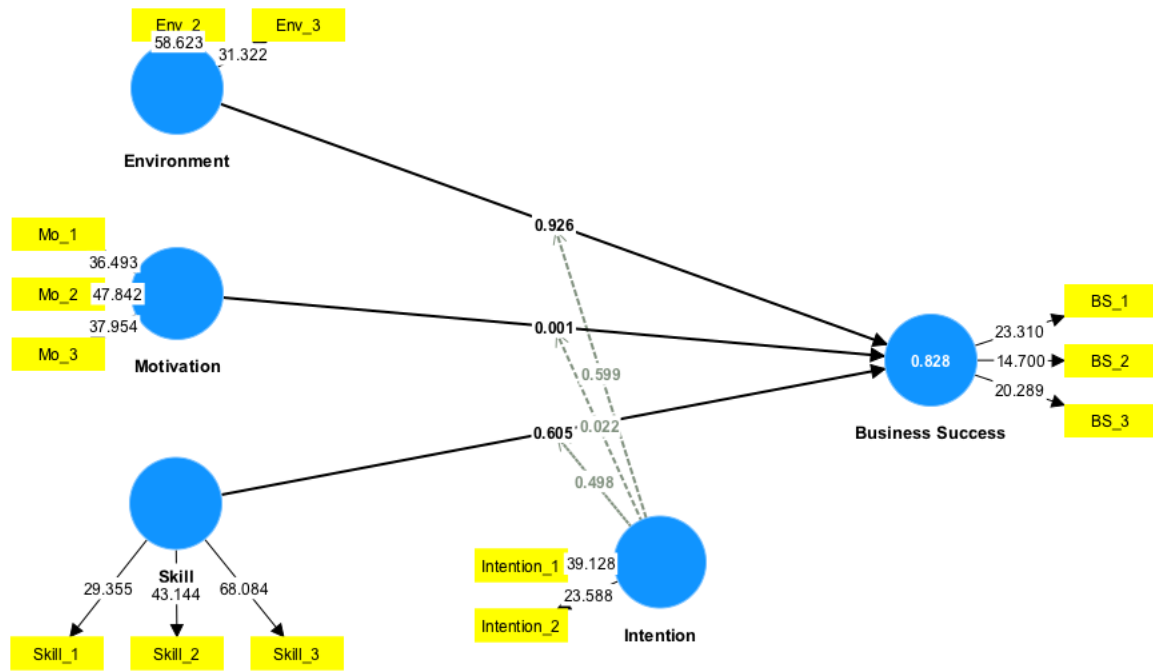 Env_2
Env_3
58.623
31.322
Environment
0.926
Mo_1
36.493
Mo_2
47.842
37.954
Mo_3
Motivation
0.001
BS_1
23.310
0.828
14.700
BS_2
20.289
BS_3
Business Success
0.599
0.022
0.605
0.498
Skill
29.355
43.144
68.084
Skill_1
Skill_2
Skill_3
Intention_1
39.128
23.588
Intention_2
Intention